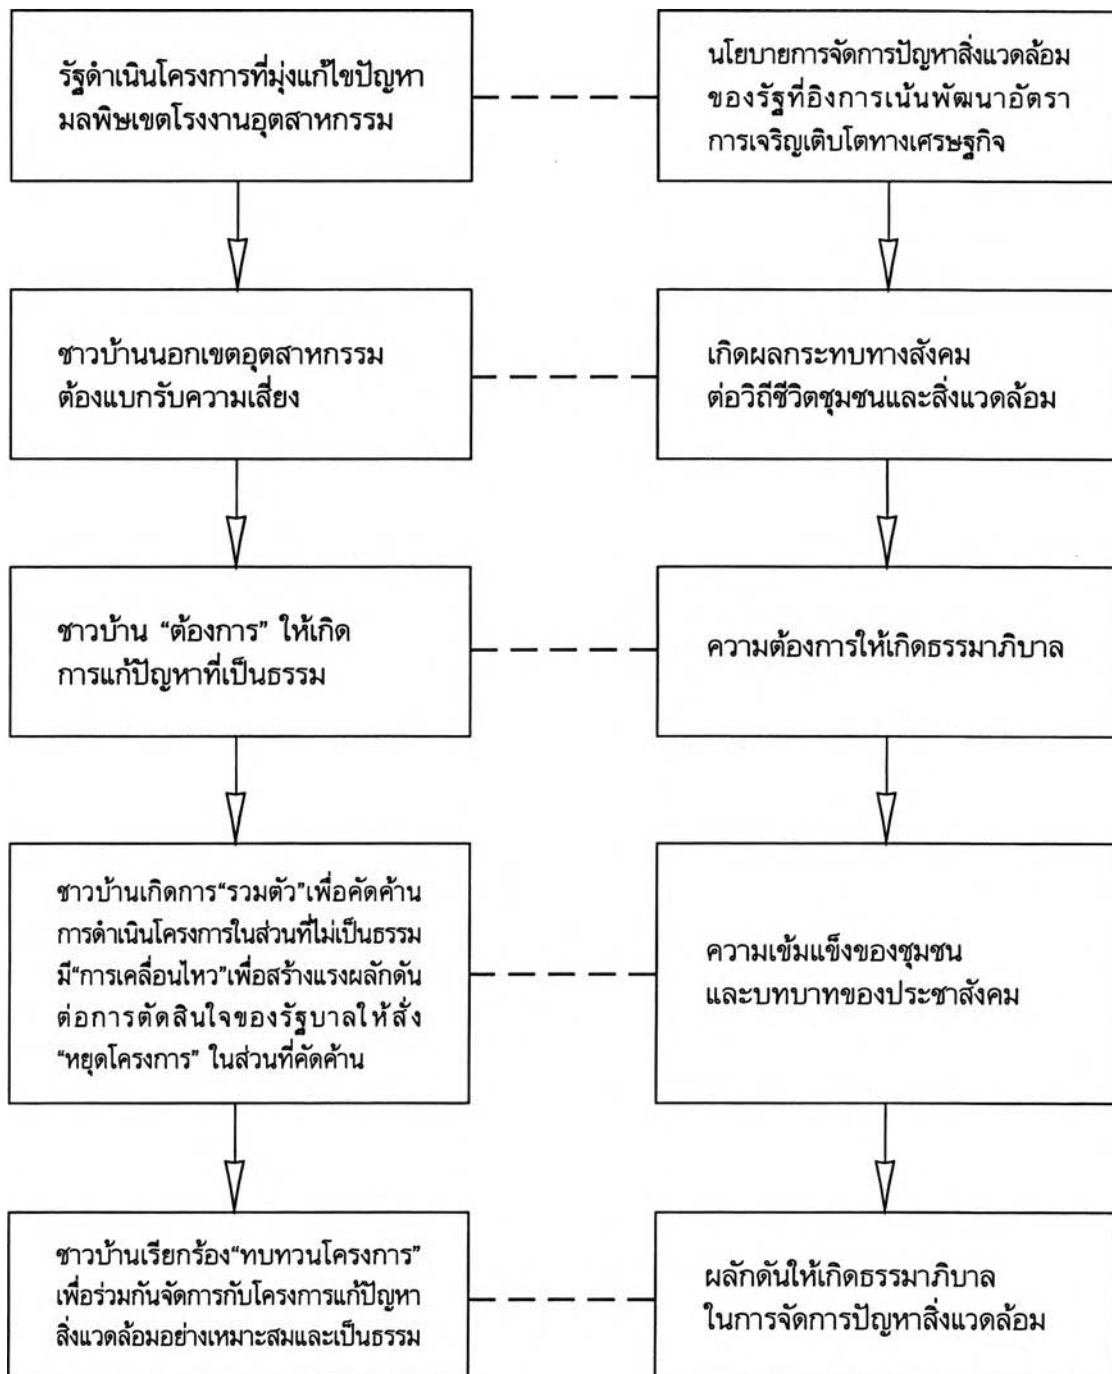 รัฐดำเนินโครงการที่มุ่งแก้ไขปัญหา
มลพิษเขตโรงงานอุตสาหกรรม
นโยบายการจัดการปัญหาสิ่งแวดล้อม
ของรัฐที่อิงการเน้นพัฒนาอัตรา
การเจริญเติบโตทางเศรษฐกิจ
ชาวบ้านนอกเขตอุตสาหกรรม
ต้องแบกรับความเสี่ยง
เกิดผลกระทบทางสังคม
ต่อวิถีชีวิตชุมชนและสิ่งแวดล้อม
ชาวบ้าน “ต้องการ” ให้เกิด
การแก้ปัญหาที่เป็นธรรม
ความต้องการให้เกิดธรรมาภิบาล
ชาวบ้านเกิดการ“รวมตัว”เพื่อคัดค้าน
การดำเนินโครงการในส่วนที่ไม่เป็นธรรม
มี“การเคลื่อนไหว”เพื่อสร้างแรงผลักดัน
ต่อการตัดสินใจของรัฐบาลให้สั่ง
“หยุดโครงการ” ในส่วนที่คัดค้าน
ความเข้มแข็งของชุมชน
และบทบาทของประชาสังคม
ชาวบ้านเรียกร้อง“ทบทวนโครงการ”
เพื่อร่วมกันจัดการกับโครงการแก้ปัญหา
สิ่งแวดล้อมอย่างเหมาะสมและเป็นธรรม
ผลักดันให้เกิดธรรมาภิบาล
ในการจัดการปัญหาสิ่งแวดล้อม